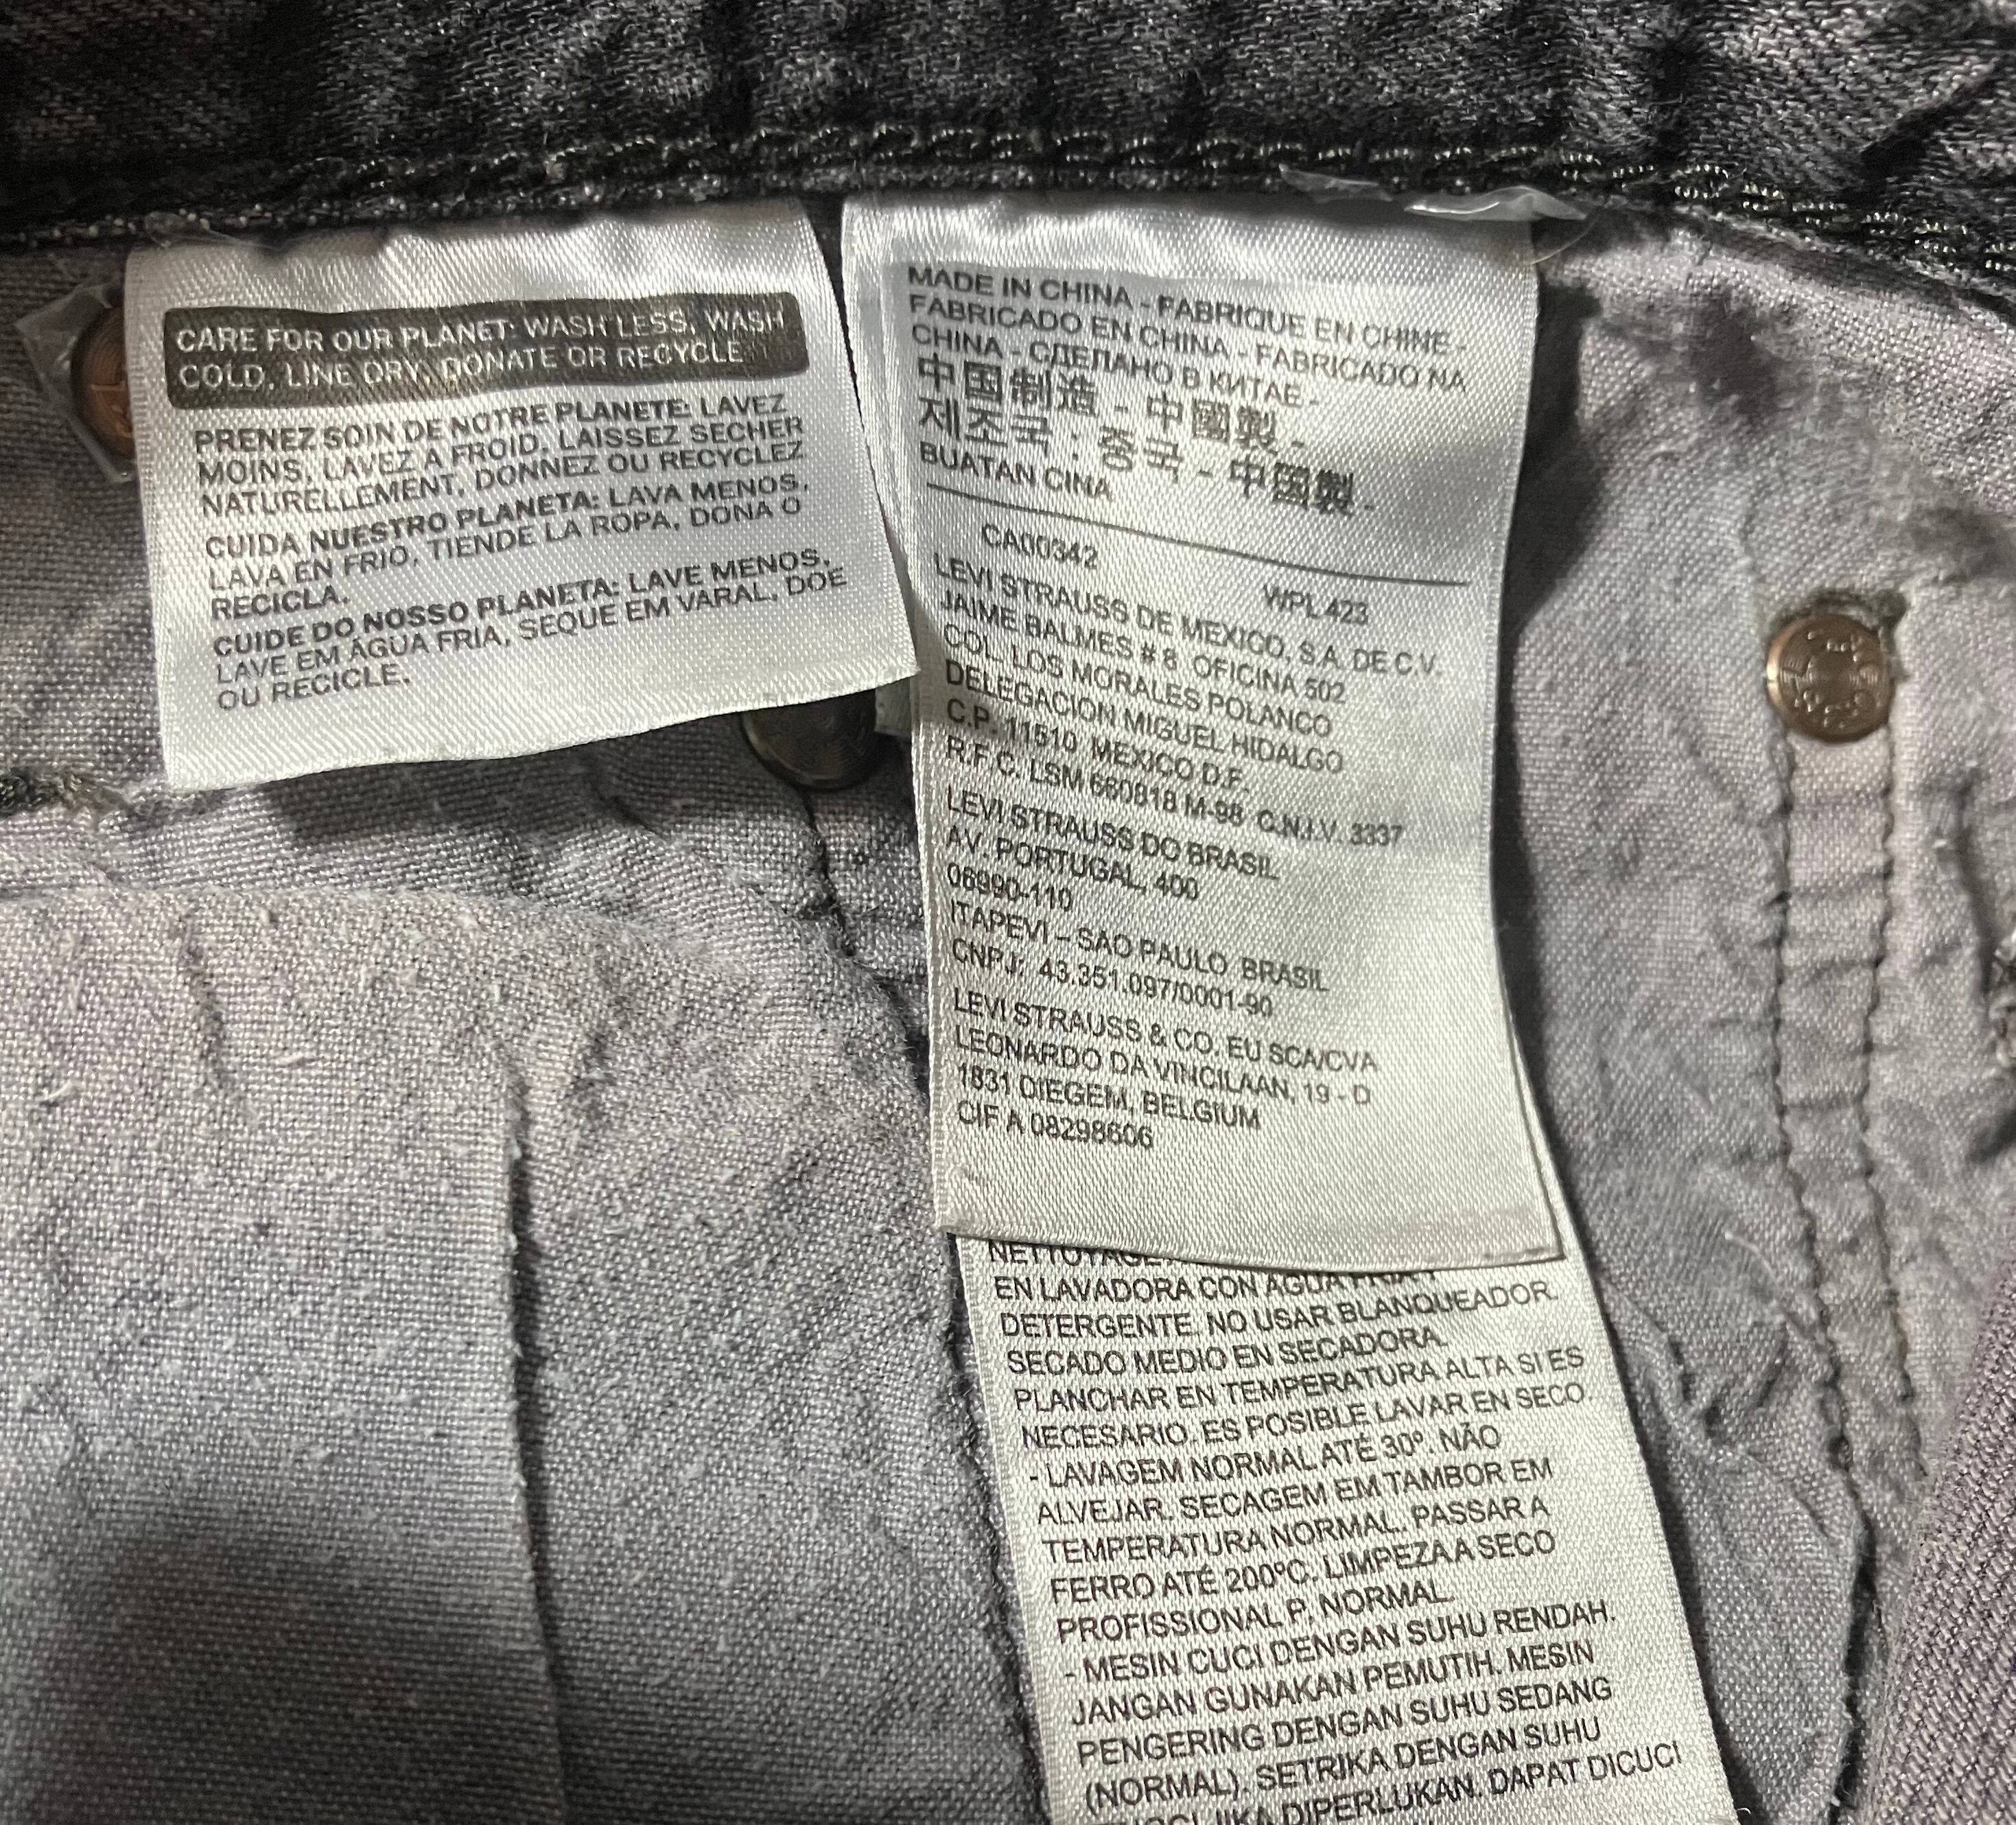 CARE FOR OUR PLANET: WASH LESS, WASH
COLD, LINE DRY, DONATE OR RECYCLE
PRENEZ SOIN DE NOTRE PLANETE: LAVEZ
MOINS, LAVEZ A FROID, LAISSEZ SECHER
NATURELLEMENT, DONNEZ OU RECYCLEZ
CUIDA NUESTRO PLANETA: LAVA MENOS,
LAVA EN FRIO, TIENDE LA ROPA, DONA O
RECICLA.
CUIDE DO NOSSO PLANETA: LAVE MENOS,
LAVE EM ÁGUA FRIA, SEQUE EM VARAL, DOE
OU RECICLE.
MADE IN CHINA - FABRIQUE EN CHINE -
FABRICADO EN CHINA - FABRICADO NA
CHINA - СДЕЛАНО В КИТАЕ -
中国制造 - 中國製 -
제조국 : 중국 - 中国製 -
BUATAN CINA
CA00342 WPL 423
LEVI STRAUSS DE MEXICO, S.A. DE C.V.
JAIME BALMES # 8 OFICINA 502
COL. LOS MORALES POLANCO
DELEGACION MIGUEL HIDALGO
C.P. 11510 MEXICO D.F.
R.F.C. LSM 680818 M-98 C.N.I.V. 3337
LEVI STRAUSS DO BRASIL
AV. PORTUGAL, 400
06990-110
ITAPEVI - SAO PAULO BRASIL
CNPJ: 43.351.097/0001-90
LEVI STRAUSS & CO. EU SCA/CVA
LEONARDO DA VINCILAAN, 19 - D
1831 DIEGEM, BELGIUM
CIF A 08298606
NETTOYAGE
EN LAVADORA CON AGUA FRIA Y
DETERGENTE. NO USAR BLANQUEADOR.
SECADO MEDIO EN SECADORA.
PLANCHAR EN TEMPERATURA ALTA SI ES
NECESARIO. ES POSIBLE LAVAR EN SECO
- LAVAGEM NORMAL ATÉ 30º. NÃO
ALVEJAR. SECAGEM EM TAMBOR EM
TEMPERATURA NORMAL. PASSAR A
FERRO ATÉ 200ºC. LIMPEZA A SECO
PROFISSIONAL P, NORMAL.
- MESIN CUCI DENGAN SUHU RENDAH.
JANGAN GUNAKAN PEMUTIH. MESIN
PENGERING DENGAN SUHU SEDANG
(NORMAL). SETRIKA DENGAN SUHU
JIKA DIPERLUKAN. DAPAT DICUCI